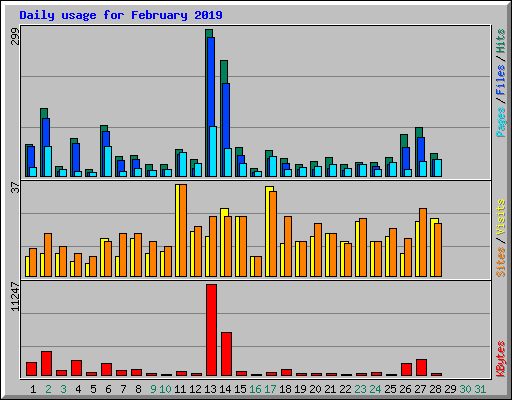 Daily usage for February 2019
299
Pages / Files / Hits
37
Sites / Visits
11247
KBytes
1 2 3 4 5 6 7 8 9 10 11 12 13 14 15 16 17 18 19 20 21 22 23 24 25 26 27 28 29 30 31